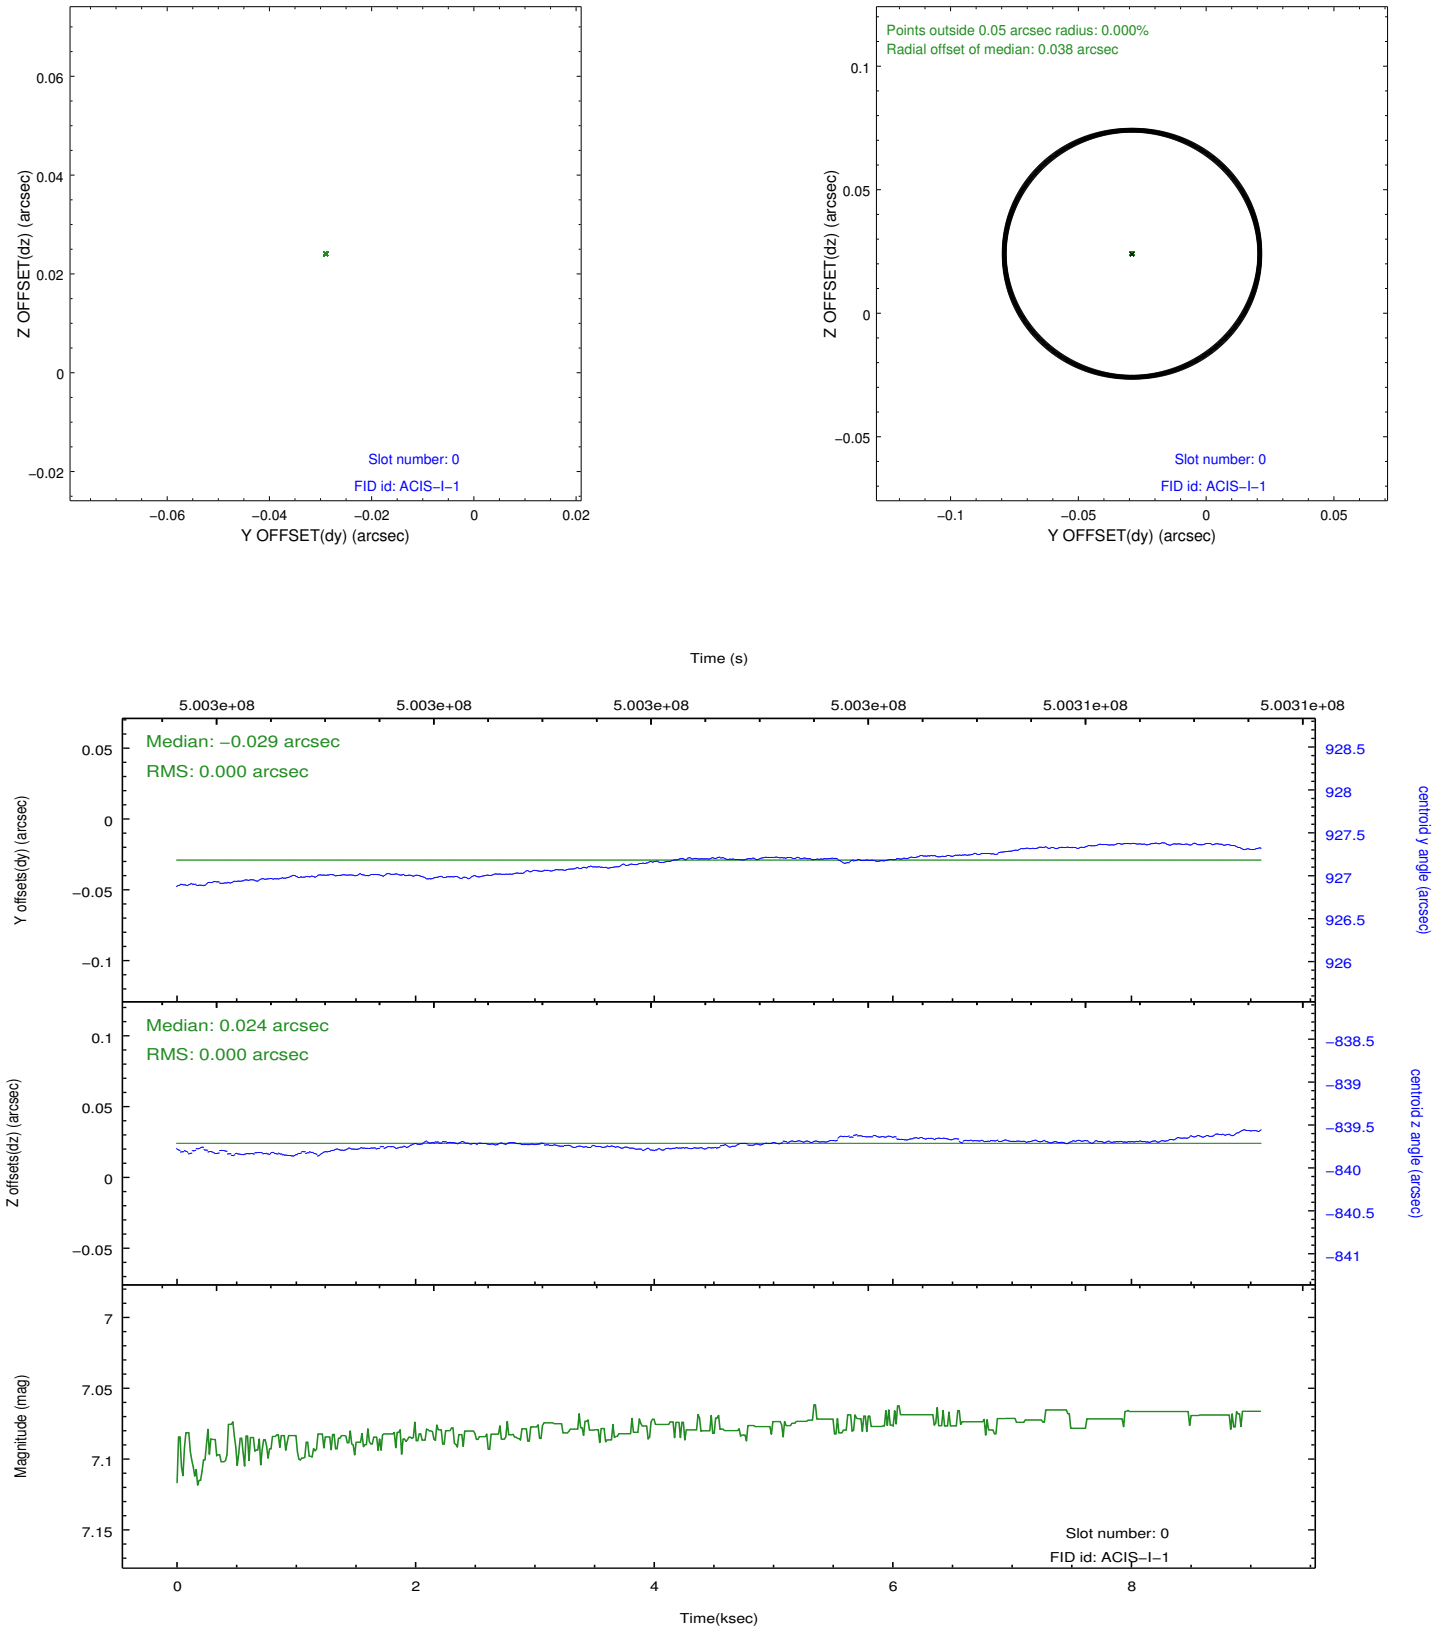 0.06
0.04
0.02
0
−0.02
Z OFFSET(dz) (arcsec)
−0.06
−0.04
−0.02
0
0.02
Y OFFSET(dy) (arcsec)
Slot number: 0
FID id: ACIS−I−1
Points outside 0.05 arcsec radius: 0.000%
Radial offset of median: 0.038 arcsec
0.1
0.05
0
−0.05
Z OFFSET(dz) (arcsec)
−0.1
−0.05
0
0.05
Y OFFSET(dy) (arcsec)
Slot number: 0
FID id: ACIS−I−1
Time (s)
5.003e+08
5.003e+08
5.003e+08
5.003e+08
5.0031e+08
5.0031e+08
Median: −0.029 arcsec
RMS: 0.000 arcsec
0.05
0
−0.05
−0.1
Y offsets(dy) (arcsec)
928.5
928
927.5
927
926.5
926
centroid y angle (arcsec)
Median: 0.024 arcsec
RMS: 0.000 arcsec
0.1
0.05
0
−0.05
Z offsets(dz) (arcsec)
−838.5
−839
−839.5
−840
−840.5
−841
centroid z angle (arcsec)
7
7.05
7.1
7.15
Magnitude (mag)
Slot number: 0
FID id: ACIS−I−1
0
2
4
6
8
Time(ksec)